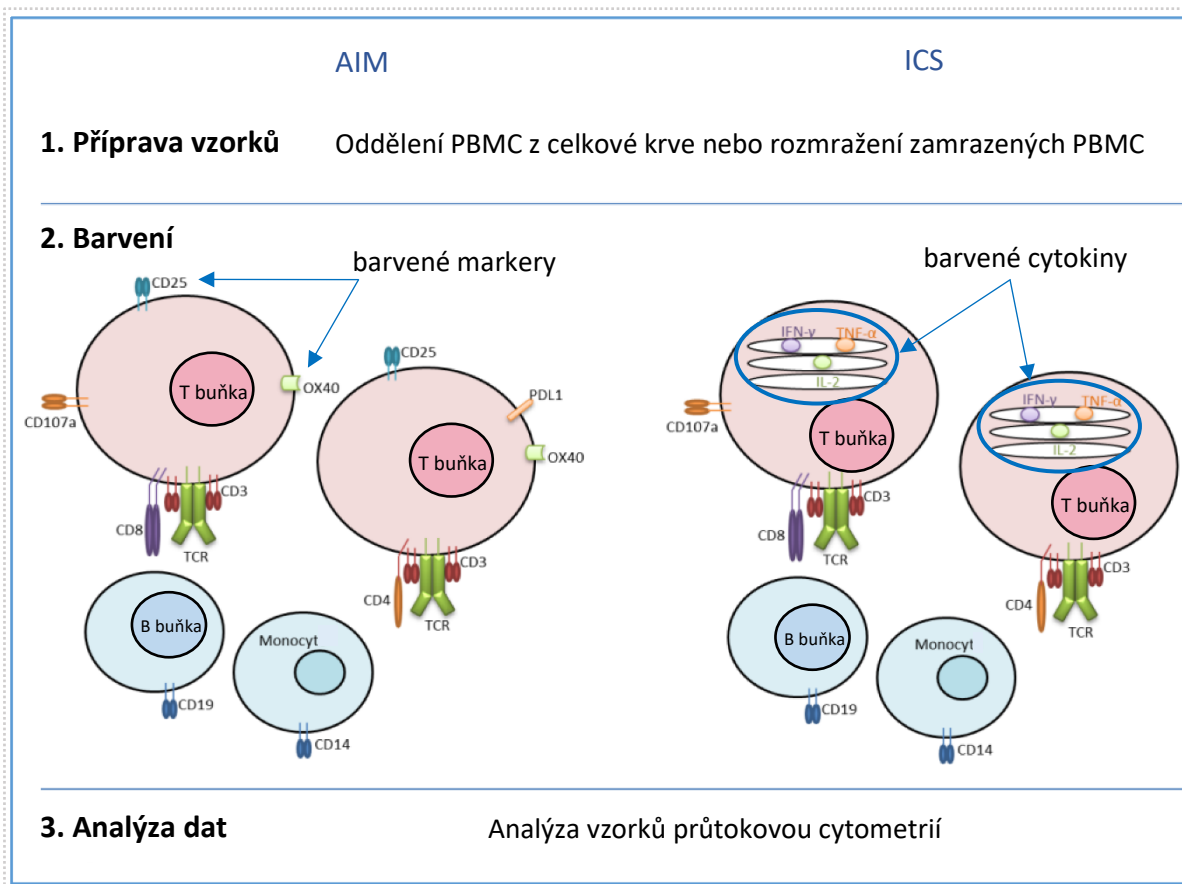 AIM
ICS
1. Příprava vzorků
Oddělení PBMC z celkové krve nebo rozmražení zamrazených PBMC
2. Barvení
barvené markery
CD25
CD107a
T buňka
OX40
CD8
TCR
CD3
CD25
PDL1
T buňka
OX40
CD4
TCR
CD3
B buňka
CD19
Monocyt
CD14
barvené cytokiny
IFN-γ
TNF-α
IL-2
CD107a
T buňka
CD8
TCR
CD3
IFN-γ
TNF-α
IL-2
T buňka
CD4
TCR
CD3
B buňka
CD19
Monocyt
CD14
3. Analýza dat
Analýza vzorků průtokovou cytometrií